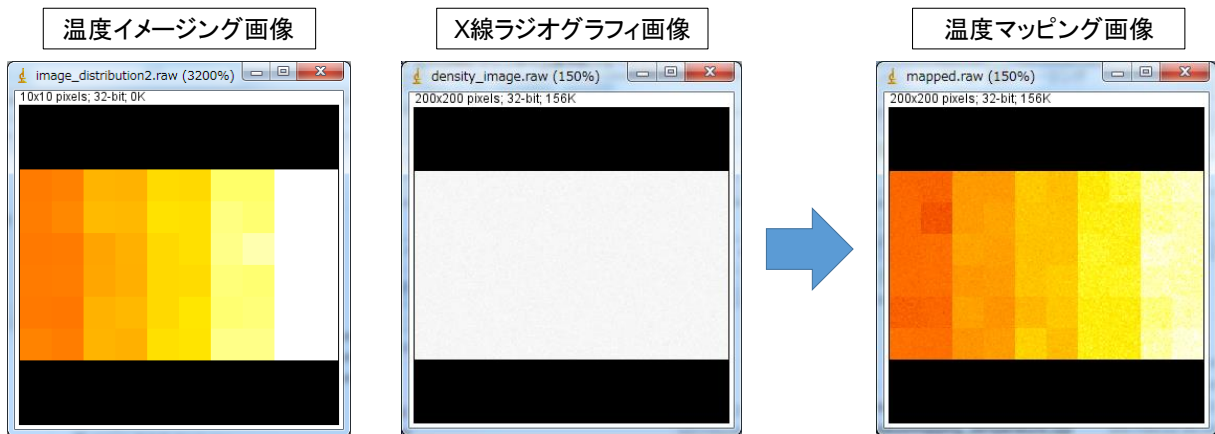 温度イメージング画像
X線ラジオグラフィ画像
温度マッピング画像
image_distribution2.raw (3200%)
10x10 pixels; 32-bit; 0K
density_image.raw (150%)
200x200 pixels; 32-bit; 156K
mapped.raw (150%)
200x200 pixels; 32-bit; 156K